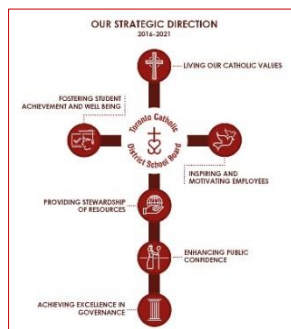 OUR STRATEGIC DIRECTION
2016-2021
LIVING OUR CATHOLIC VALUES
FOSTERING STUDENT
ACHIEVEMENT AND WELL BEING
Toronto Catholic
District School Board
INSPIRING AND
MOTIVATING EMPLOYEES
PROVIDING STEWARDSHIP
OF RESOURCES
ENHANCING PUBLIC
CONFIDENCE
ACHIEVING EXCELLENCE IN
GOVERNANCE